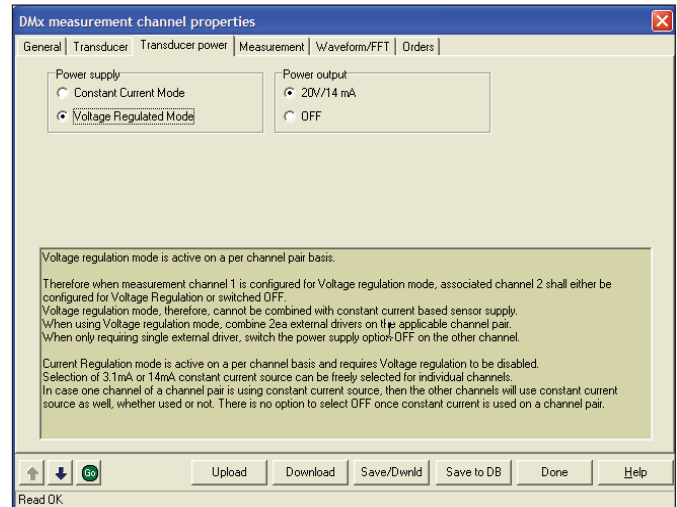 DMx measurement channel properties
General Transducer Transducer power Measurement Waveform/FFT Orders
Power supply
Constant Current Mode
Voltage Regulated Mode
Power output
20V/14 mA
OFF
Voltage regulation mode is active on a per channel pair basis.
Therefore when measurement channel 1 is configured for Voltage regulation mode, associated channel 2 shall either be
configured for Voltage Regulation or switched OFF.
Voltage regulation mode, therefore, cannot be combined with constant current based sensor supply.
When using Voltage regulation mode, combine 2ea external drivers on the applicable channel pair.
When only requiring single external driver, switch the power supply option OFF on the other channel.
Current Regulation mode is active on a per channel basis and requires Voltage regulation to be disabled.
Selection of 3.1mA or 14mA constant current source can be freely selected for individual channels.
In case one channel of a channel pair is using constant current source, then the other channels will use constant current
source as well, whether used or not. There is no option to select OFF once constant current is used on a channel pair.
Go Upload Download Save/Dwnld Save to DB Done Help
Read OK